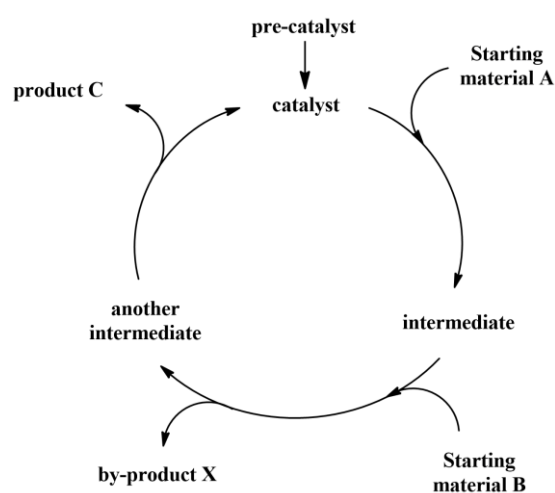 pre-catalyst
Starting
material A
product C
catalyst
another
intermediate
intermediate
by-product X
Starting
material B